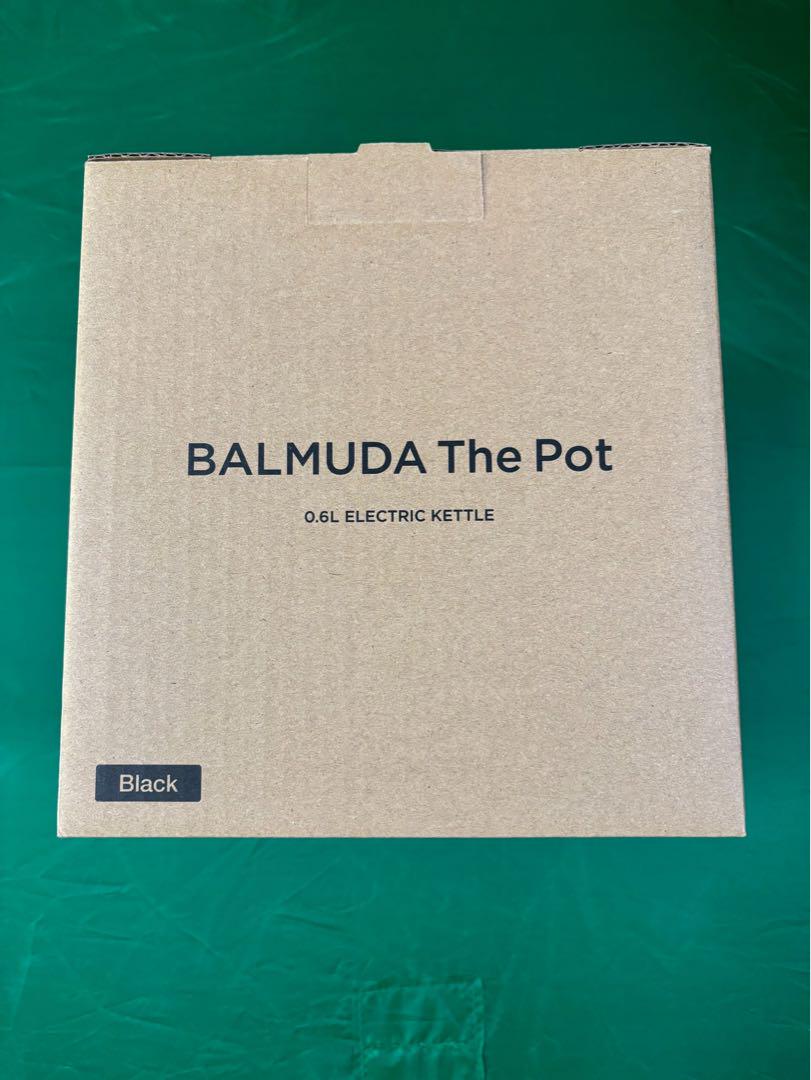 BALMUDA The Pot
0.6L ELECTRIC KETTLE
Black